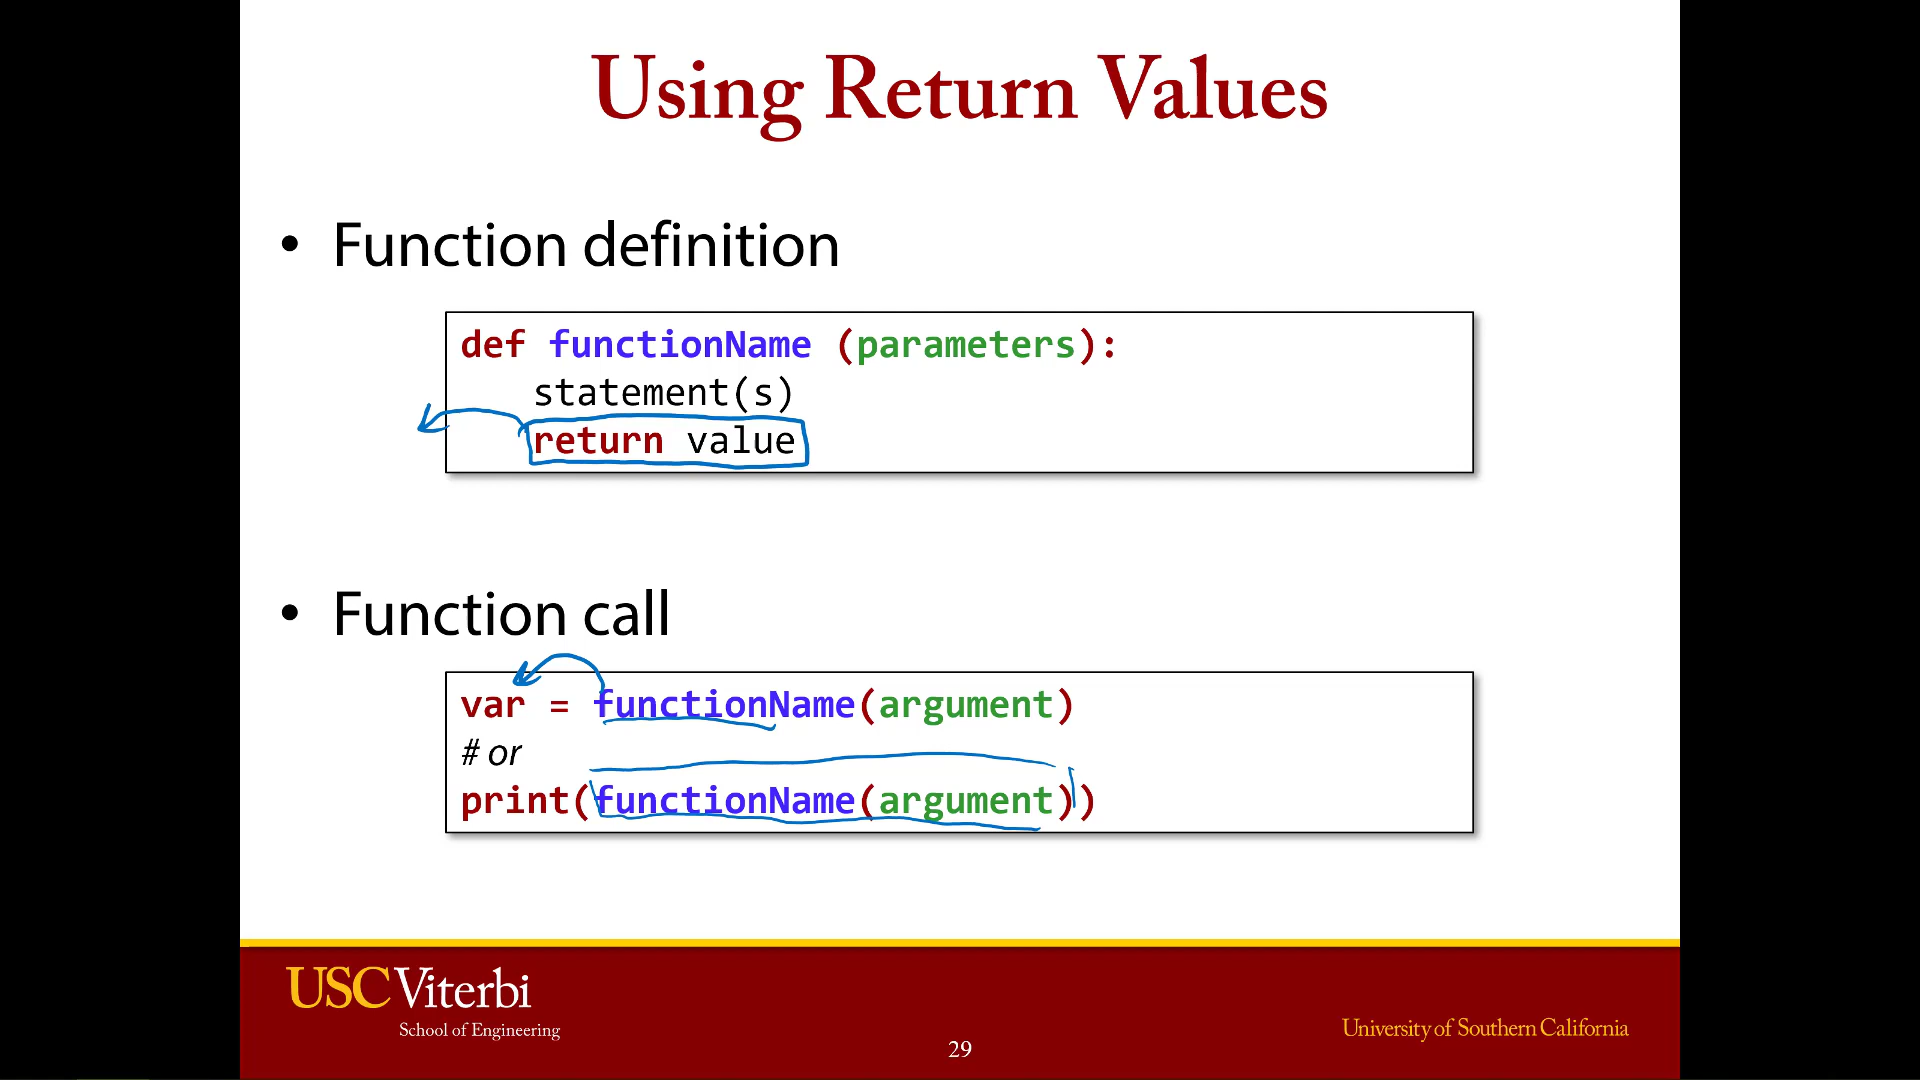 Using Return Values
• Function definition
def functionName (parameters):
statement(s)
return value
• Function call
var = functionName(argument)
# or
print(functionName(argument))
USC Viterbi
School of Engineering
University of Southern California
29